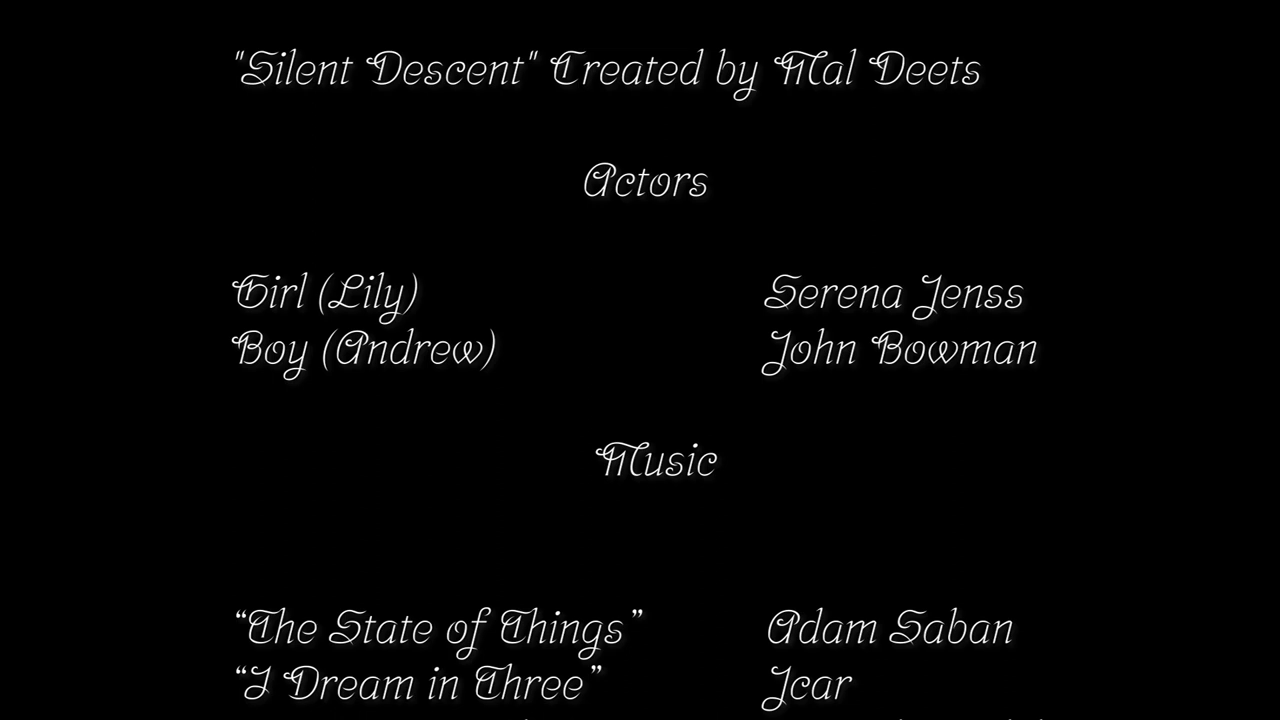 "Silent Descent" Created by Mal Deets
Actors
Girl (Lily) Serena Jenss
Boy (Andrew) John Bowman
Music
“The State of Things” Adam Saban
“I Dream in Three” Jcar